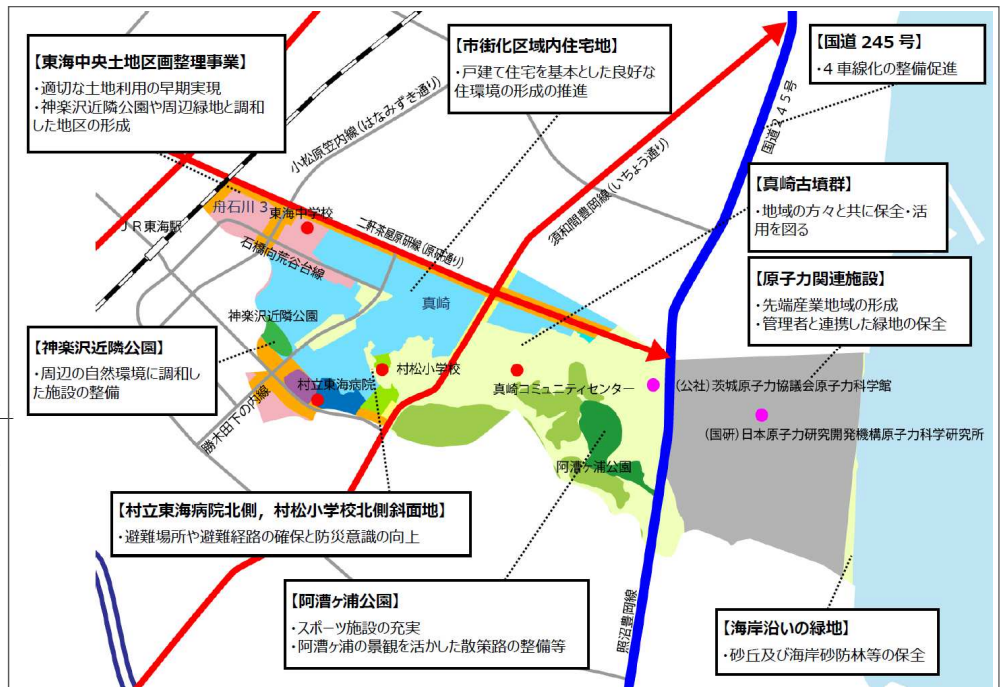 【東海中央土地区画整理事業】
・適切な土地利用の早期実現
・神楽沢近隣公園や周辺緑地と調和
した地区の形成
【市街化区域内住宅地】
・戸建て住宅を基本とした良好な
住環境の形成の推進
【国道 245 号】
・4 車線化の整備促進
小松原笠内線(はなみずき通り)
国道245号
須和間豊岡線(いちょう通り)
【真崎古墳群】
・地域の方々と共に保全・活
用を図る
舟石川 3
東海中学校
JR東海駅
二軒茶屋原研線(原研通り)
石橋向荒谷台線
【原子力関連施設】
・先端産業地域の形成
・管理者と連携した緑地の保全
真崎
神楽沢近隣公園
【神楽沢近隣公園】
・周辺の自然環境に調和
した施設の整備
村松小学校
村立東海病院
真崎コミュニティセンター
(公社)茨城原子力協議会原子力科学館
(国研)日本原子力研究開発機構原子力科学研究所
勝木田下の内線
阿漕ヶ浦公園
【村立東海病院北側,村松小学校北側斜面地】
・避難場所や避難経路の確保と防災意識の向上
【阿漕ヶ浦公園】
・スポーツ施設の充実
・阿漕ヶ浦の景観を活かした散策路の整備等
照沼豊岡線
【海岸沿いの緑地】
・砂丘及び海岸砂防林等の保全